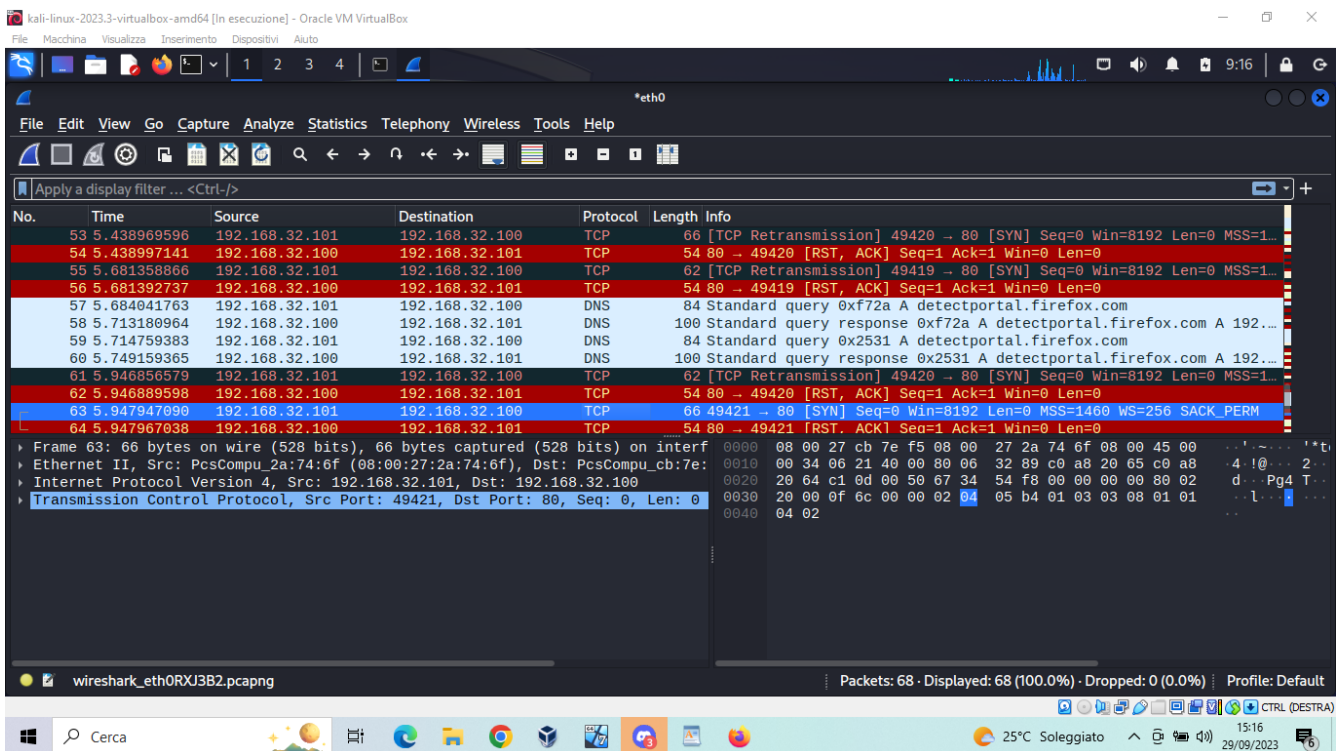 kali-linux-2023.3-virtualbox-amd64 [In esecuzione] - Oracle VM VirtualBox
File Macchina Visualizza Inserimento Dispositivi Aiuto
1 2 3 4 9:16
*eth0
File Edit View Go Capture Analyze Statistics Telephony Wireless Tools Help
Apply a display filter … <Ctrl-/>
No. Time Source Destination Protocol Length Info
53 5.438969596 192.168.32.101 192.168.32.100 TCP 66 [TCP Retransmission] 49420 → 80 [SYN] Seq=0 Win=8192 Len=0 MSS=1…
54 5.438997141 192.168.32.100 192.168.32.101 TCP 54 80 → 49420 [RST, ACK] Seq=1 Ack=1 Win=0 Len=0
55 5.681358866 192.168.32.101 192.168.32.100 TCP 62 [TCP Retransmission] 49419 → 80 [SYN] Seq=0 Win=8192 Len=0 MSS=1…
56 5.681392737 192.168.32.100 192.168.32.101 TCP 54 80 → 49419 [RST, ACK] Seq=1 Ack=1 Win=0 Len=0
57 5.684041763 192.168.32.101 192.168.32.100 DNS 84 Standard query 0xf72a A detectportal.firefox.com
58 5.713180964 192.168.32.100 192.168.32.101 DNS 100 Standard query response 0xf72a A detectportal.firefox.com A 192.…
59 5.714759383 192.168.32.101 192.168.32.100 DNS 84 Standard query 0x2531 A detectportal.firefox.com
60 5.749159365 192.168.32.100 192.168.32.101 DNS 100 Standard query response 0x2531 A detectportal.firefox.com A 192.…
61 5.946856579 192.168.32.101 192.168.32.100 TCP 62 [TCP Retransmission] 49420 → 80 [SYN] Seq=0 Win=8192 Len=0 MSS=1…
62 5.946889598 192.168.32.100 192.168.32.101 TCP 54 80 → 49420 [RST, ACK] Seq=1 Ack=1 Win=0 Len=0
63 5.947947090 192.168.32.101 192.168.32.100 TCP 66 49421 → 80 [SYN] Seq=0 Win=8192 Len=0 MSS=1460 WS=256 SACK_PERM
64 5.947967038 192.168.32.100 192.168.32.101 TCP 54 80 → 49421 [RST, ACK] Seq=1 Ack=1 Win=0 Len=0
Frame 63: 66 bytes on wire (528 bits), 66 bytes captured (528 bits) on interf
Ethernet II, Src: PcsCompu_2a:74:6f (08:00:27:2a:74:6f), Dst: PcsCompu_cb:7e:
Internet Protocol Version 4, Src: 192.168.32.101, Dst: 192.168.32.100
Transmission Control Protocol, Src Port: 49421, Dst Port: 80, Seq: 0, Len: 0
0000 08 00 27 cb 7e f5 08 00 27 2a 74 6f 08 00 45 00 ··'·~··· '*to
0010 00 34 06 21 40 00 80 06 32 89 c0 a8 20 65 c0 a8 ·4·!@··· 2··
0020 20 64 c1 0d 00 50 67 34 54 f8 00 00 00 00 80 02 d···Pg4 T··
0030 20 00 0f 6c 00 00 02 04 05 b4 01 03 03 08 01 01 ··l···· ···
0040 04 02 ··
wireshark_eth0RXJ3B2.pcapng Packets: 68 · Displayed: 68 (100.0%) · Dropped: 0 (0.0%) Profile: Default
CTRL (DESTRA)
Cerca 25°C Soleggiato 15:16
29/09/2023 6